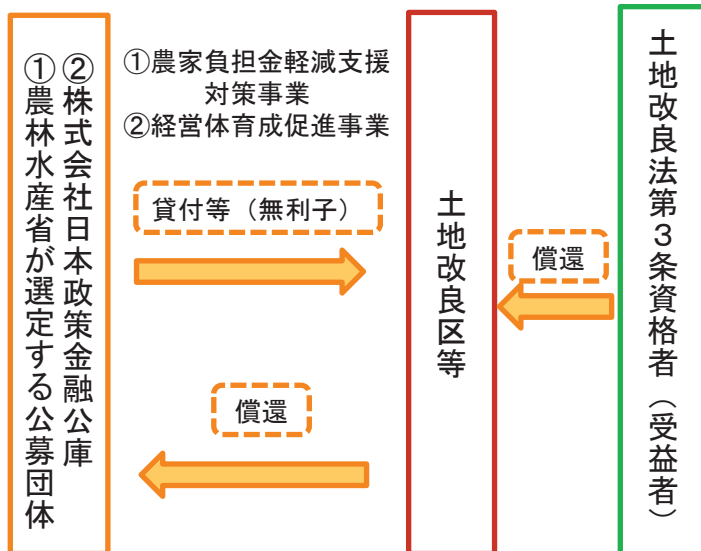 ①農林水産省が選定する公募団体
②株式会社日本政策金融公庫
①農家負担金軽減支援
対策事業
②経営体育成促進事業
貸付等（無利子）
償還
土地改良区等
償還
土地改良法第３条資格者（受益者）